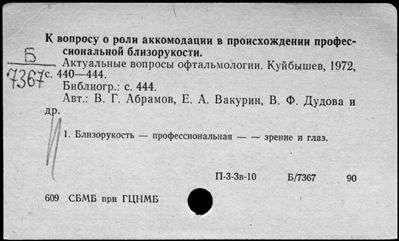 К вопросу о роли аккомодации в происхождении профес-
сиональной близорукости.
Б
7367
Актуальные вопросы офтальмологии. Куйбышев, 1972,
с. 440—444.
Библиогр.: с. 444.
Авт.: В. Г. Абрамов, Е. А. Вакурин, В. Ф. Дудова и
др.
1. Близорукость — профессиональная — — зрение и глаз.
П-3-3в-10 Б/7367 90
609 СБМБ при ГЦНМБ